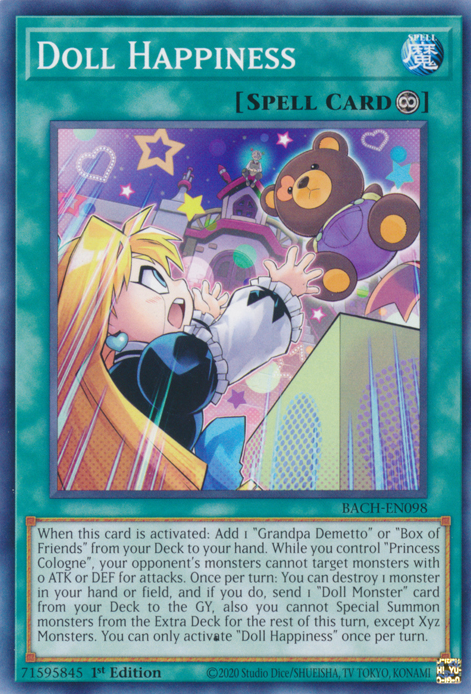 DOLL HAPPINESS
SPELL
魔
[SPELL CARD]
BACH-EN098
When this card is activated: Add 1 "Grandpa Demetto" or "Box of
Friends" from your Deck to your hand. While you control "Princess
Cologne", your opponent's monsters cannot target monsters with
0 ATK or DEF for attacks. Once per turn: You can destroy 1 monster
in your hand or field, and if you do, send 1 "Doll Monster" card
from your Deck to the GY, also you cannot Special Summon
monsters from the Extra Deck for the rest of this turn, except Xyz
Monsters. You can only activate "Doll Happiness" once per turn.
71595845 1st Edition ©2020 Studio Dice/SHUEISHA, TV TOKYO, KONAMI